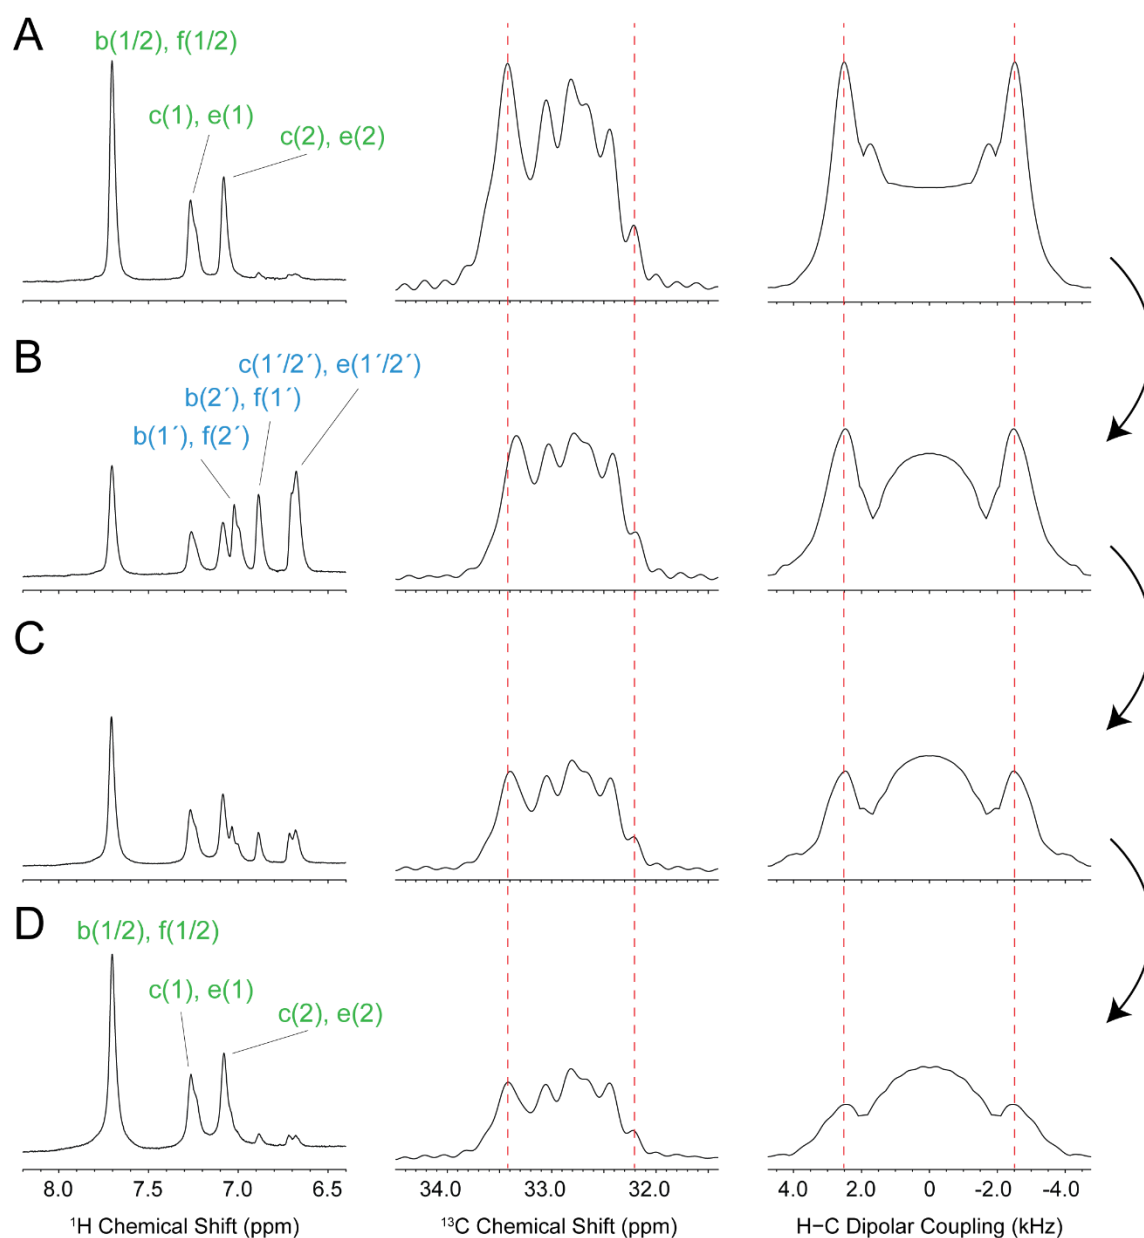 A
b(1/2), f(1/2)
c(1), e(1)
c(2), e(2)
B
c(1´/2´), e(1´/2´)
b(2´), f(1´)
b(1´), f(2´)
C
D
b(1/2), f(1/2)
c(1), e(1)
c(2), e(2)
8.0 7.5 7.0 6.5
34.0 33.0 32.0
4.0 2.0 0 -2.0 -4.0
¹H Chemical Shift (ppm)
¹³C Chemical Shift (ppm)
H−C Dipolar Coupling (kHz)